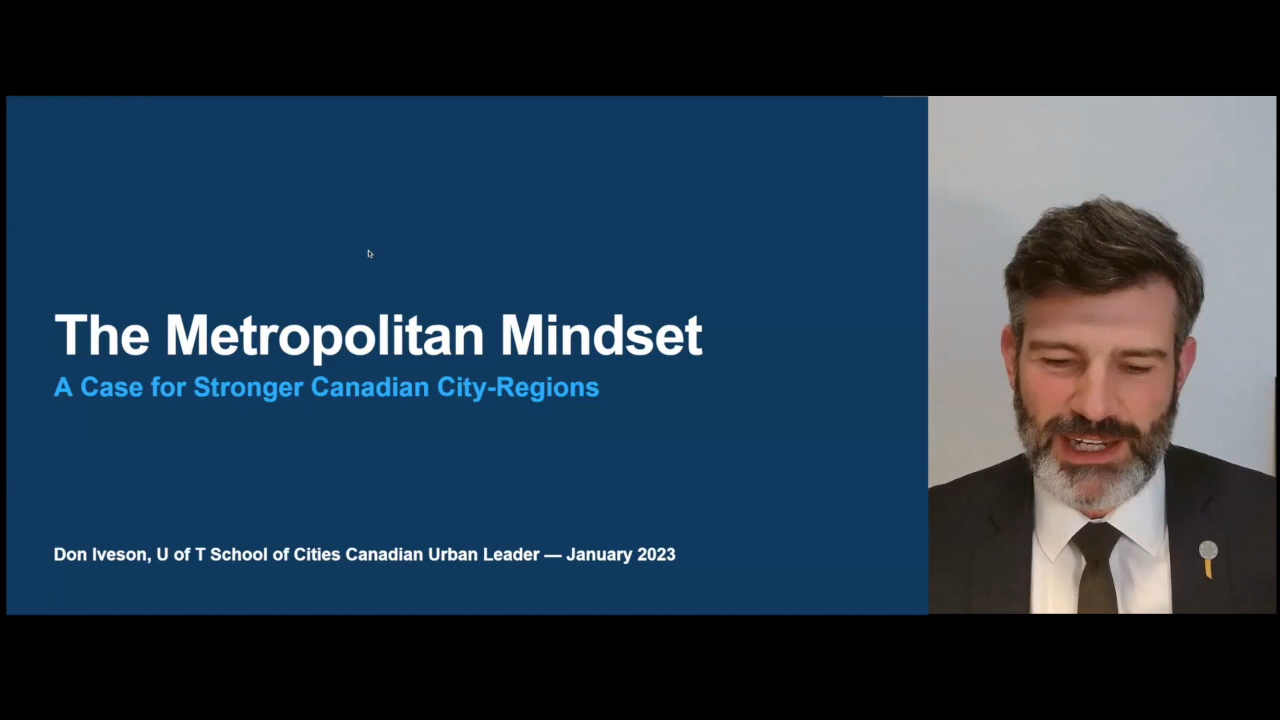 The Metropolitan Mindset
A Case for Stronger Canadian City-Regions
Don Iveson, U of T School of Cities Canadian Urban Leader — January 2023